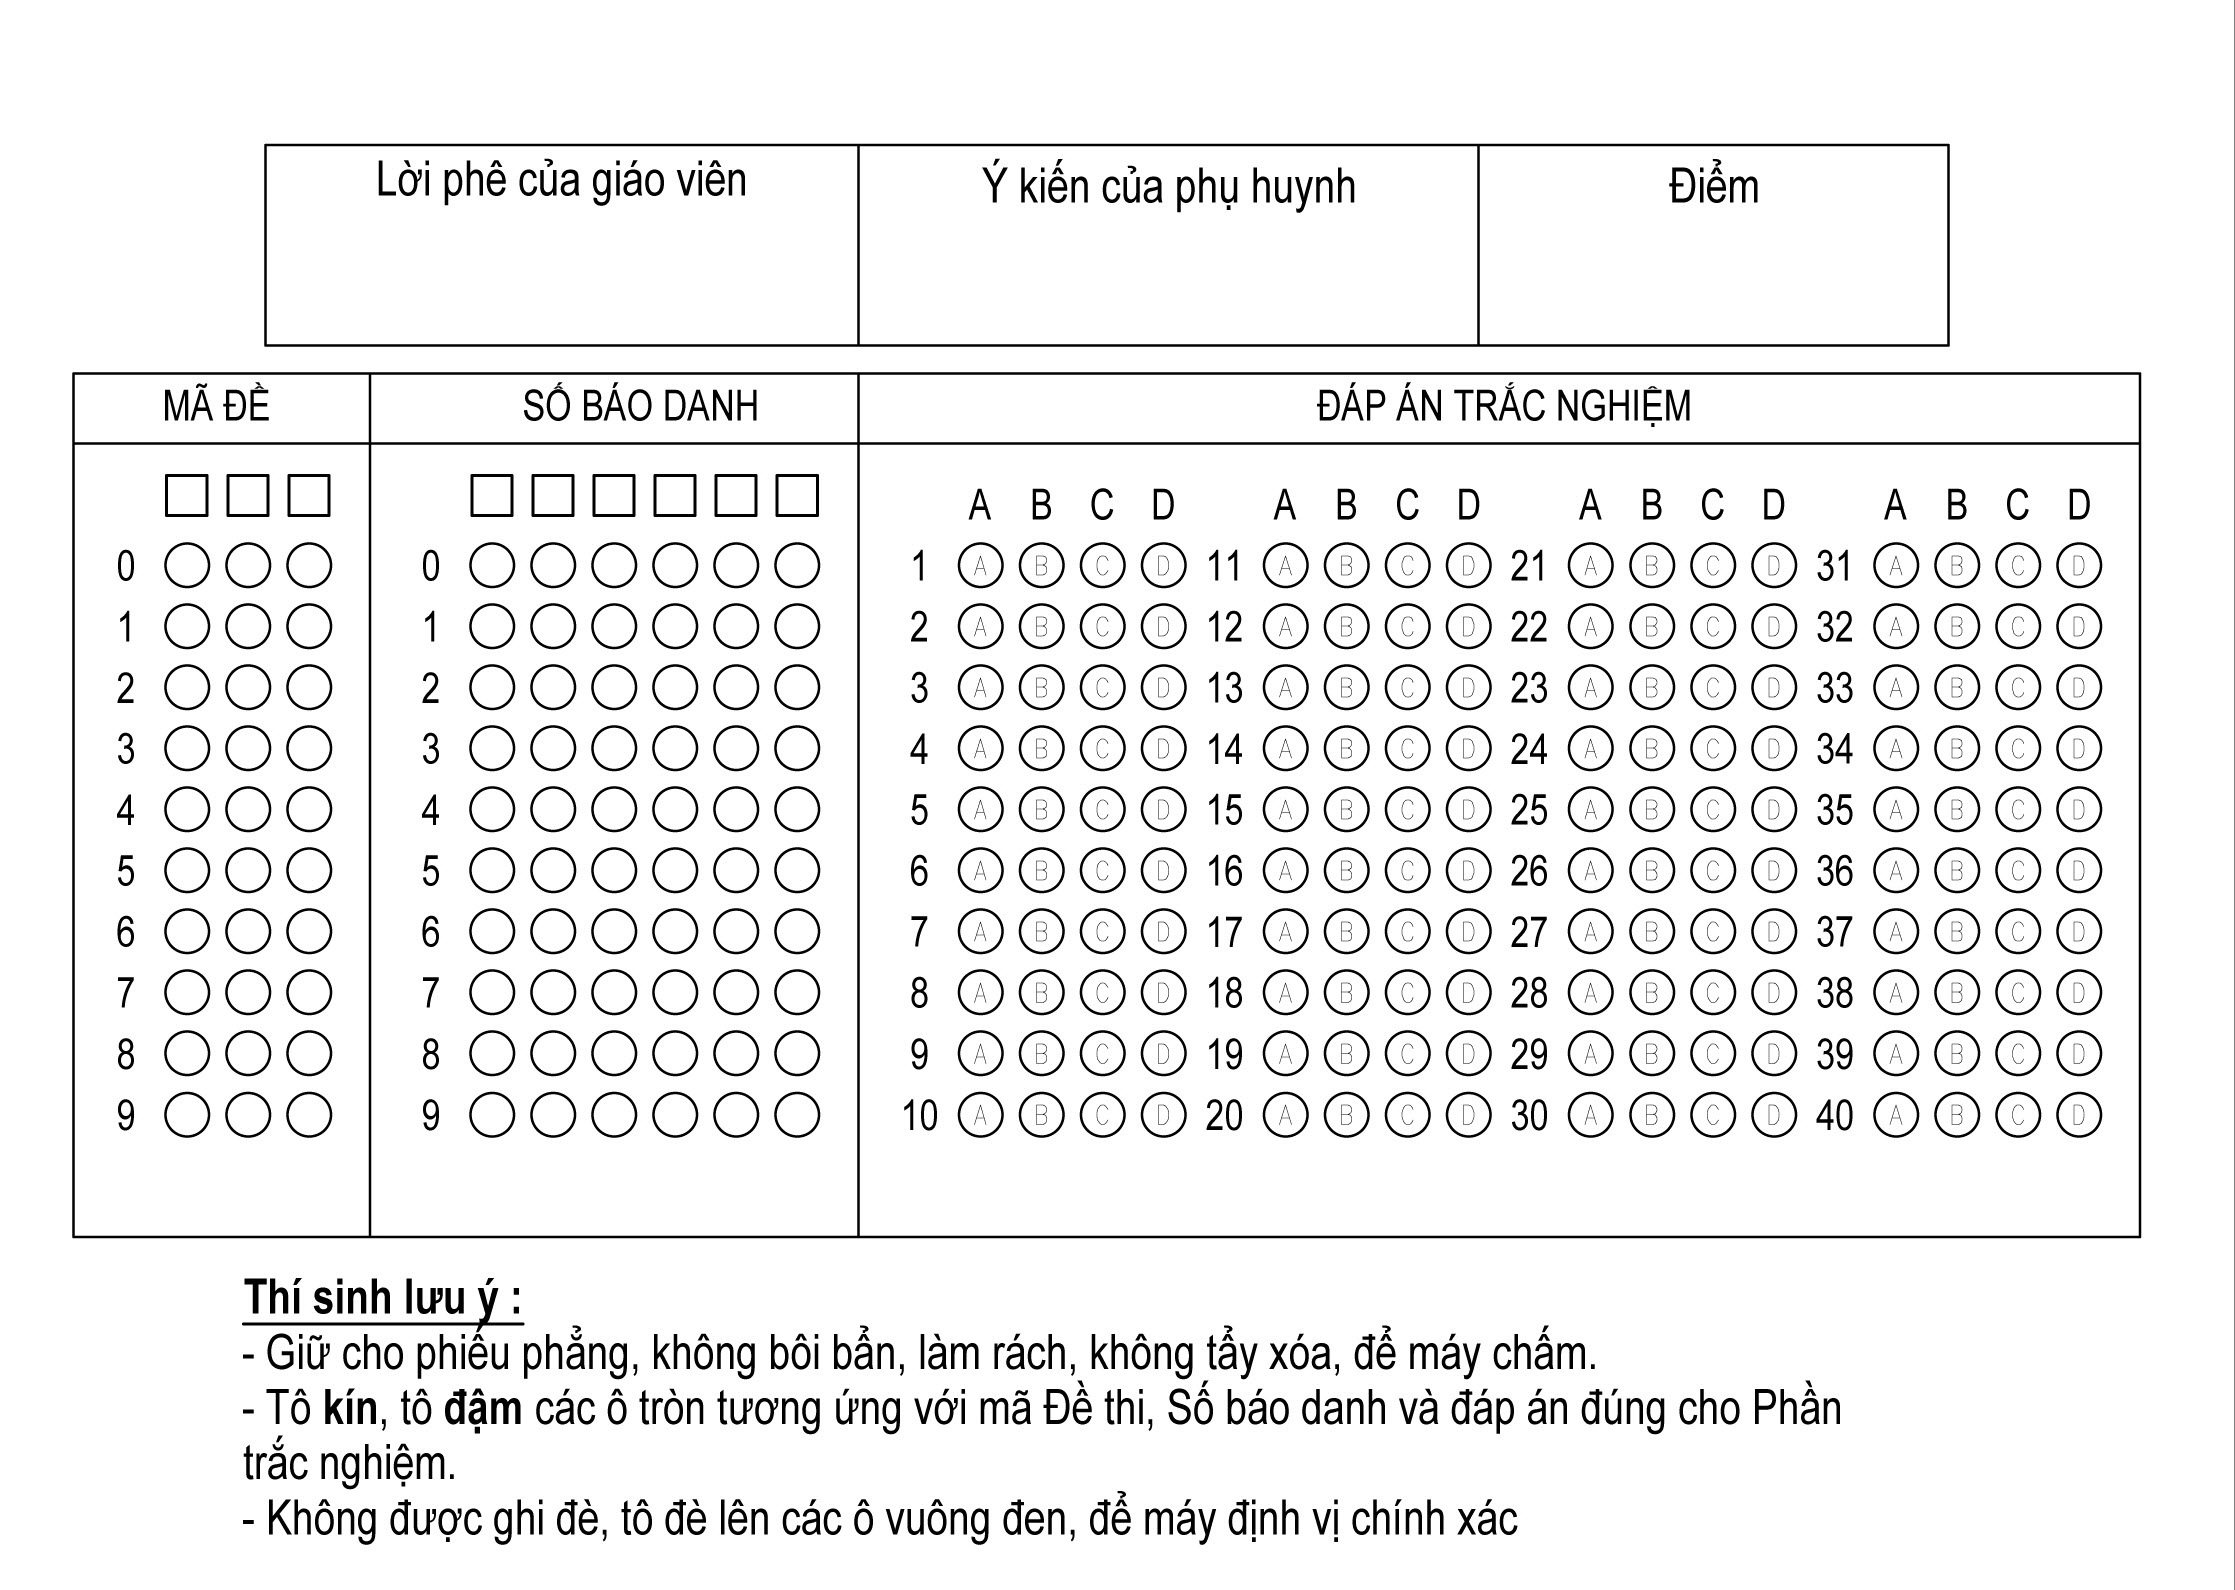 Lời phê của giáo viên Ý kiến của phụ huynh Điểm
MÃ ĐỀ SỐ BÁO DANH ĐÁP ÁN TRẮC NGHIỆM
A B C D A B C D A B C D A B C D
0 0 1 A B C D 11 A B C D 21 A B C D 31 A B C D
1 1 2 A B C D 12 A B C D 22 A B C D 32 A B C D
2 2 3 A B C D 13 A B C D 23 A B C D 33 A B C D
3 3 4 A B C D 14 A B C D 24 A B C D 34 A B C D
4 4 5 A B C D 15 A B C D 25 A B C D 35 A B C D
5 5 6 A B C D 16 A B C D 26 A B C D 36 A B C D
6 6 7 A B C D 17 A B C D 27 A B C D 37 A B C D
7 7 8 A B C D 18 A B C D 28 A B C D 38 A B C D
8 8 9 A B C D 19 A B C D 29 A B C D 39 A B C D
9 9 10 A B C D 20 A B C D 30 A B C D 40 A B C D
Thí sinh lưu ý :
- Giữ cho phiếu phẳng, không bôi bẩn, làm rách, không tẩy xóa, để máy chấm.
- Tô kín, tô đậm các ô tròn tương ứng với mã Đề thi, Số báo danh và đáp án đúng cho Phần
trắc nghiệm.
- Không được ghi đè, tô đè lên các ô vuông đen, để máy định vị chính xác